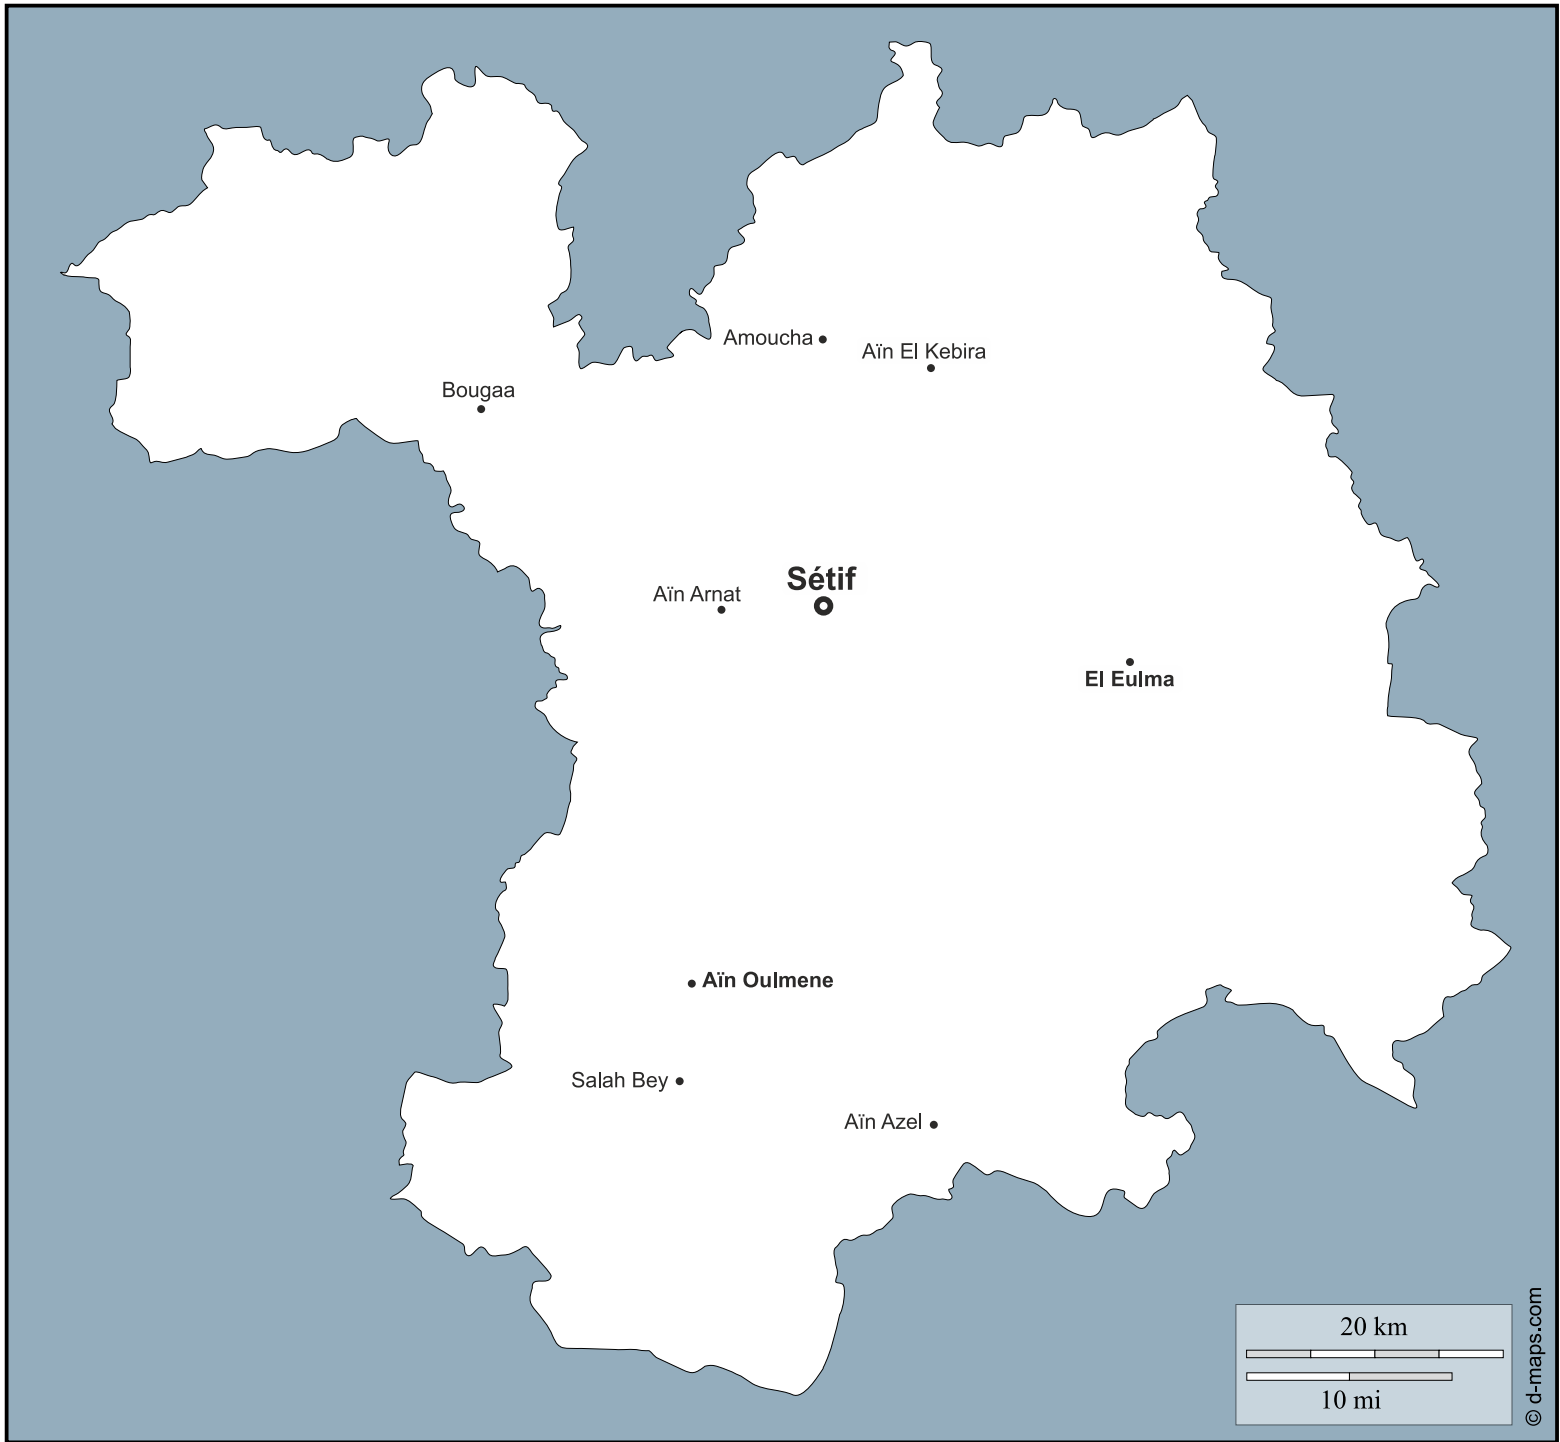 Amoucha
Aïn El Kebira
Bougaa
Sétif
Aïn Arnat
El Eulma
Aïn Oulmene
Salah Bey
Aïn Azel
20 km
10 mi
© d-maps.com